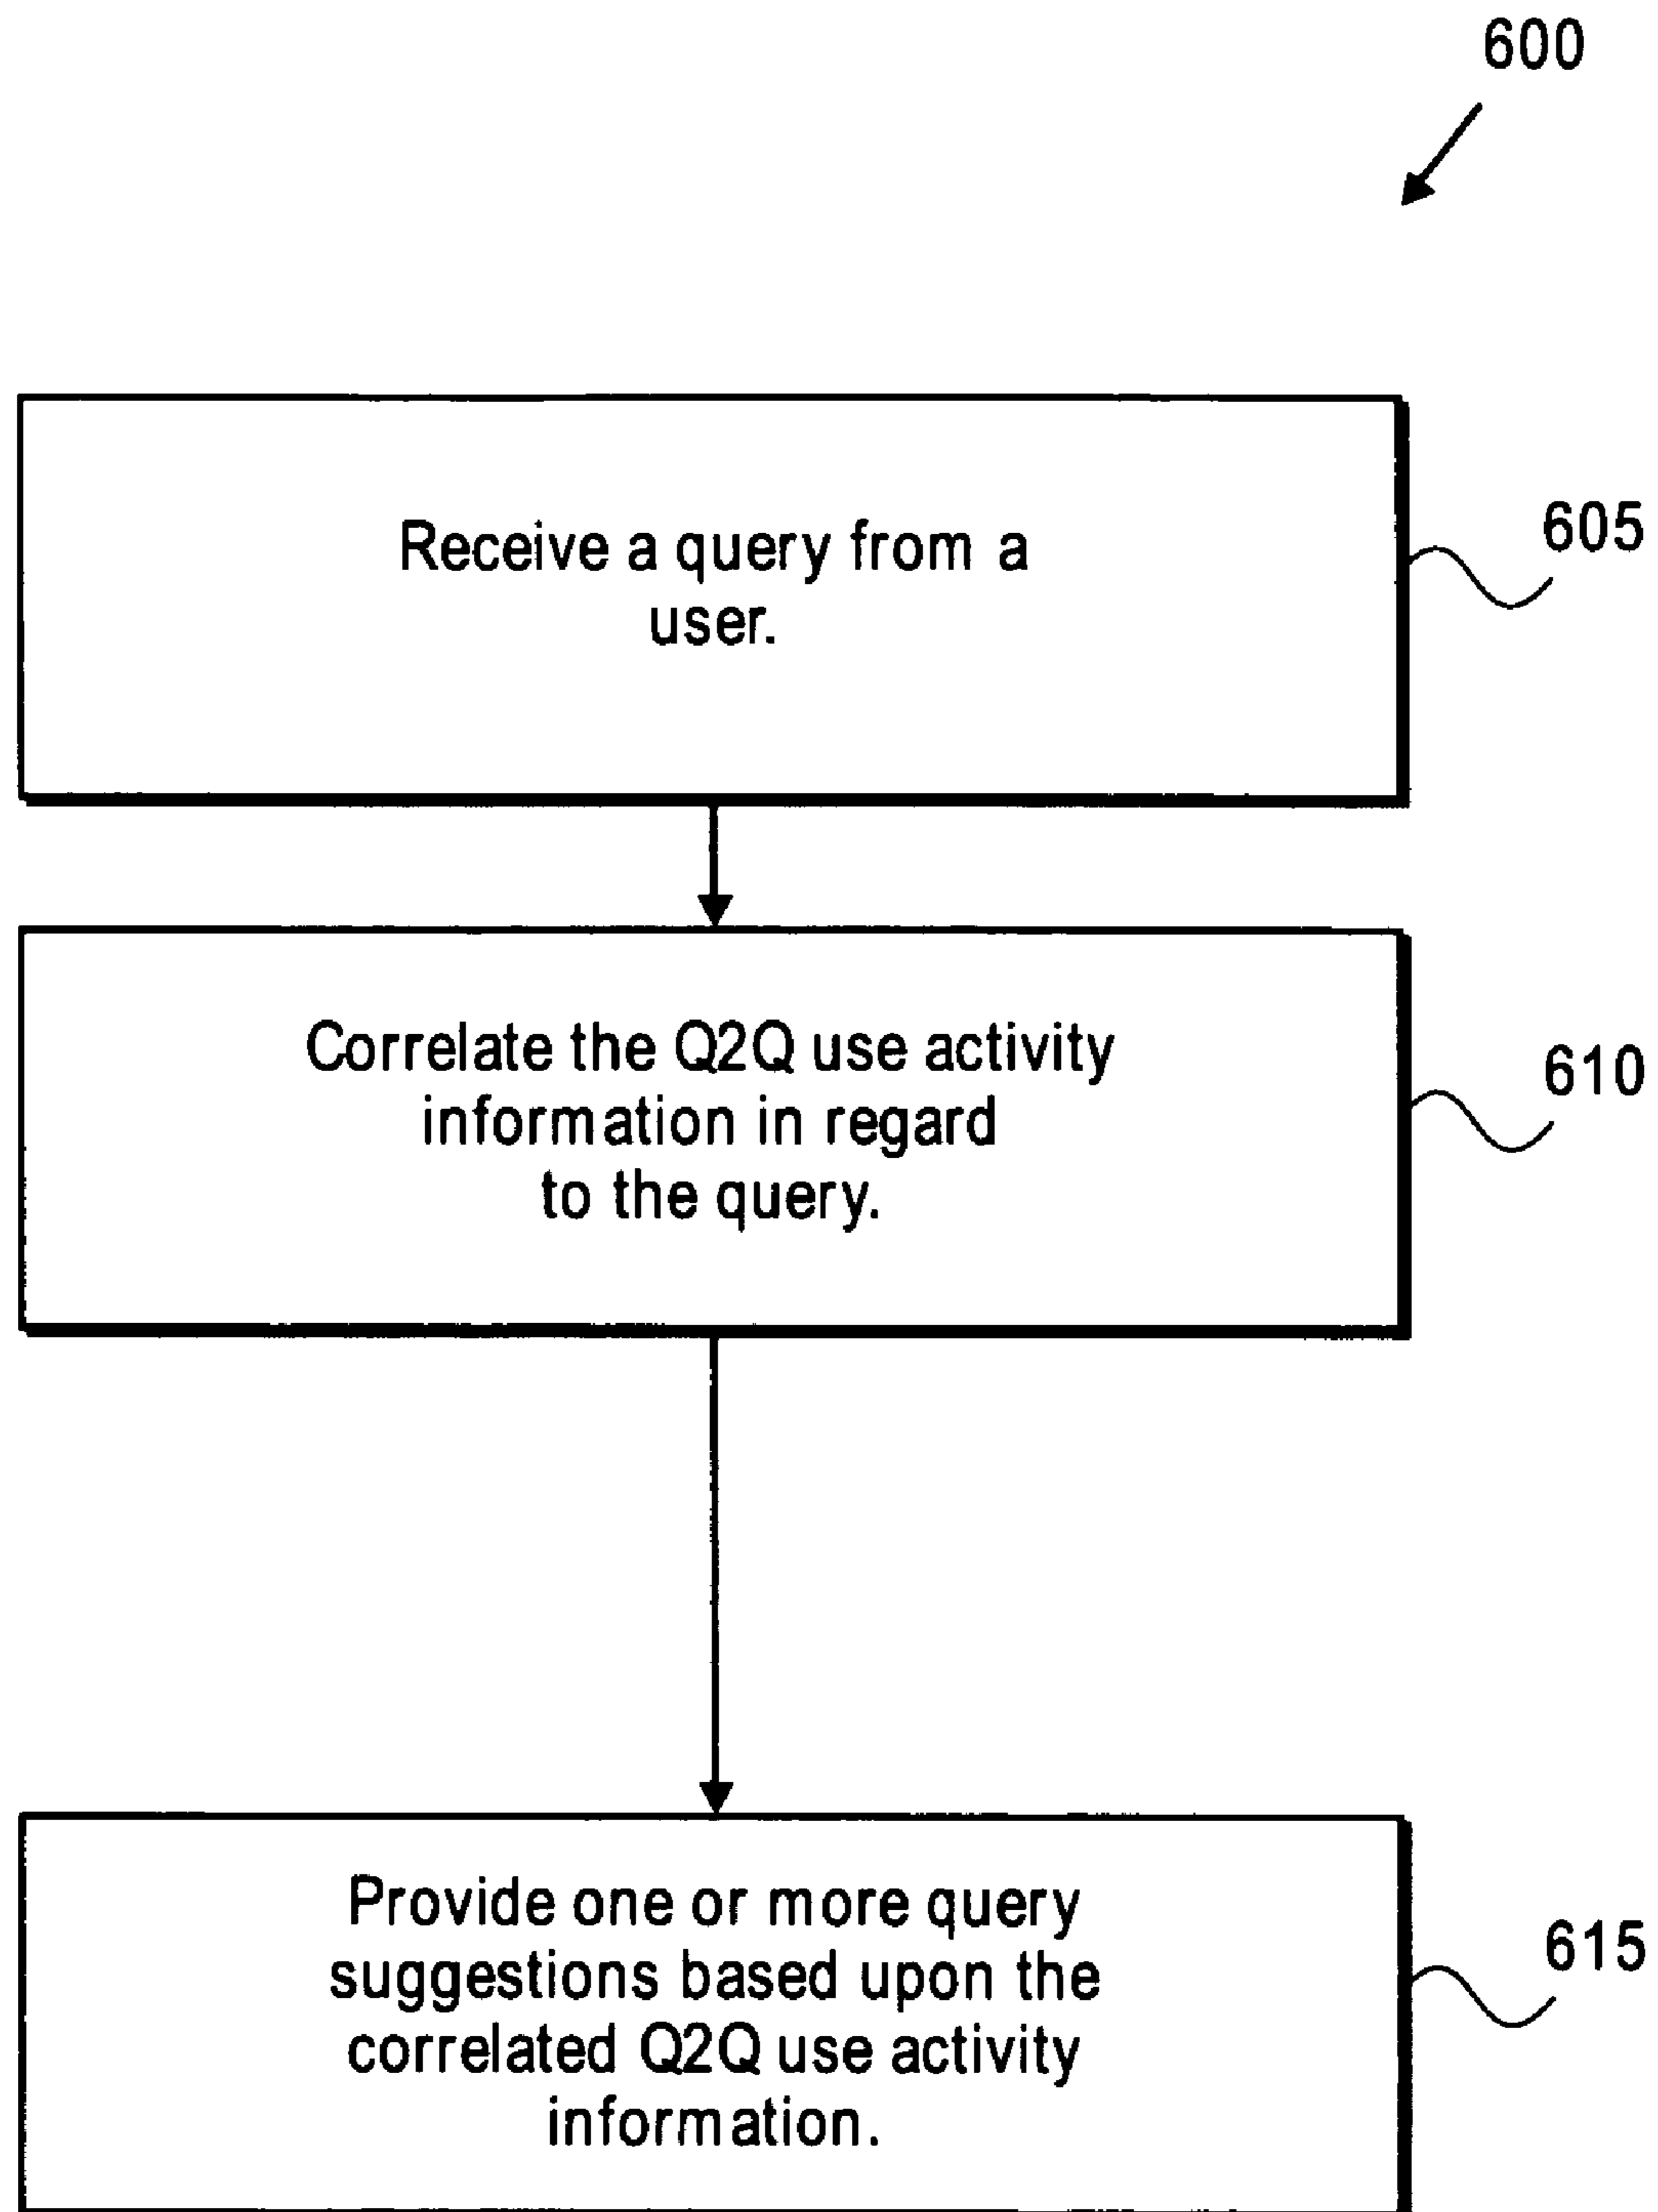 600
Receive a query from a
user.
605
Correlate the Q2Q use activity
information in regard
to the query.
610
Provide one or more query
suggestions based upon the
correlated Q2Q use activity
information.
615